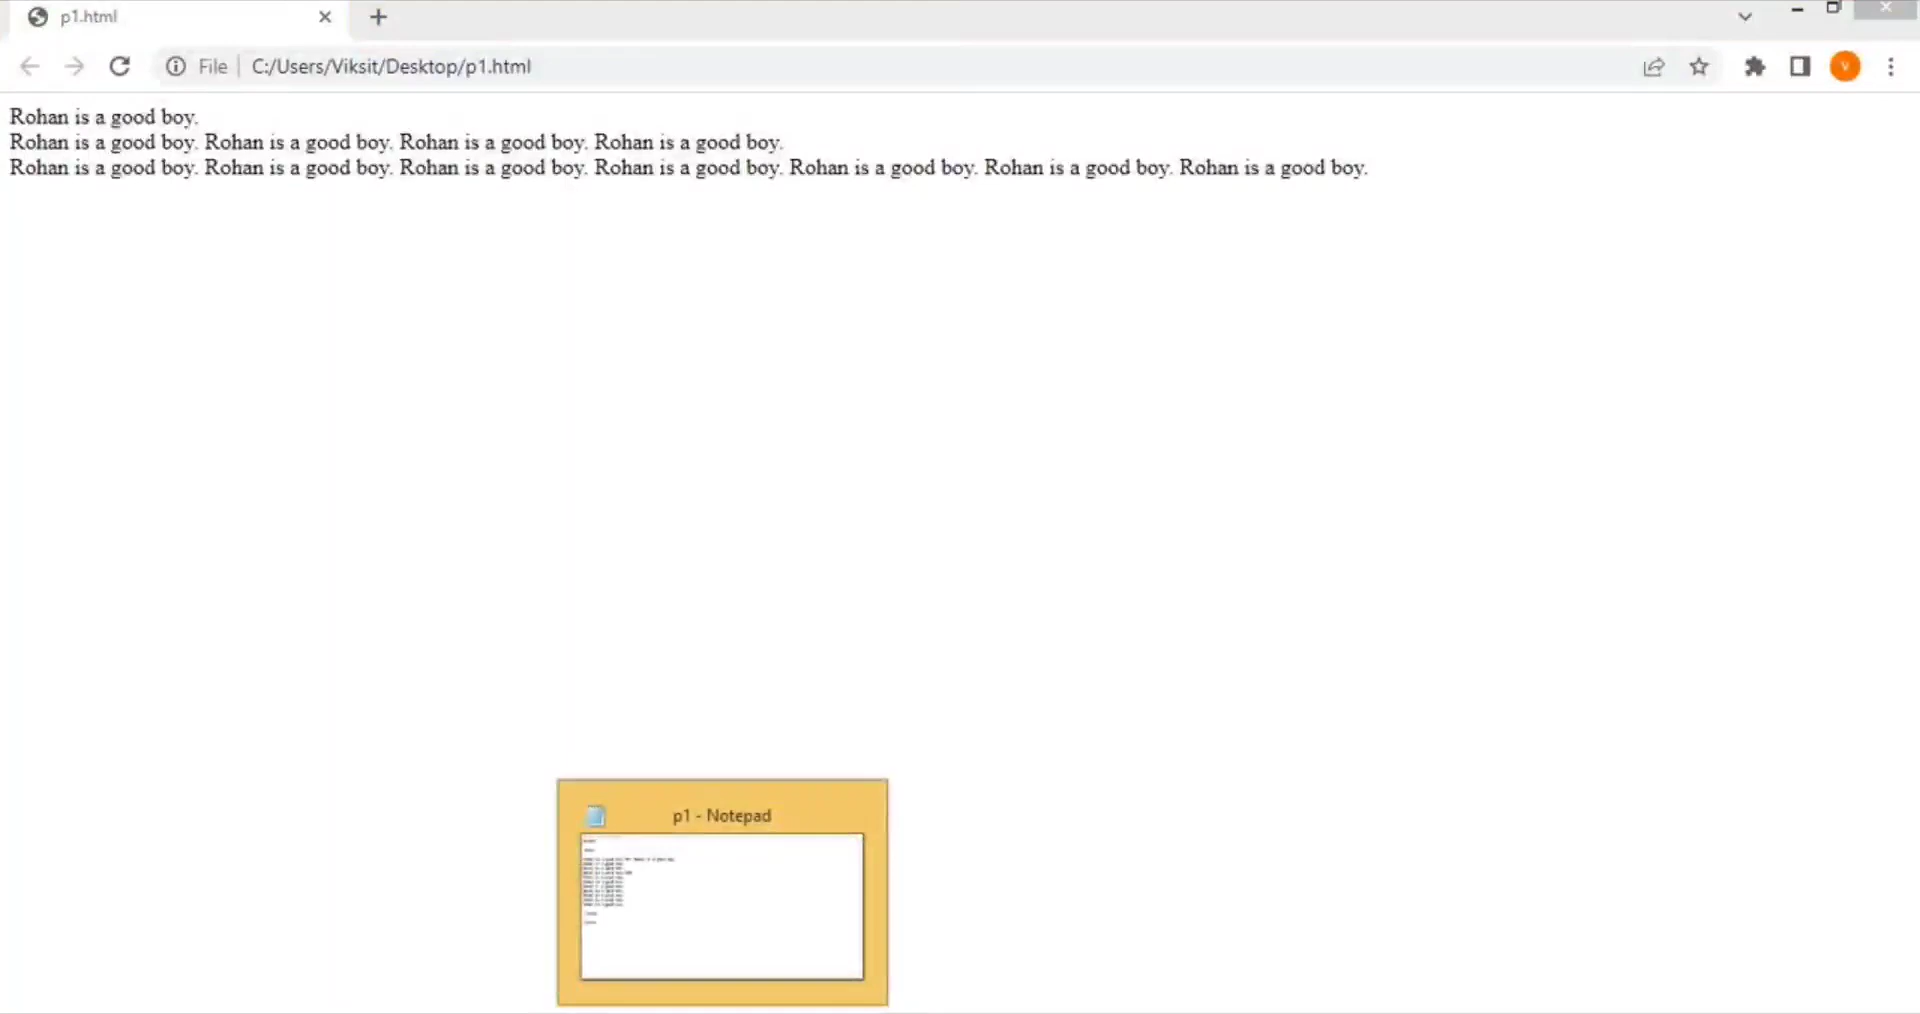 p1.html
File C:/Users/Viksit/Desktop/p1.html
V
Rohan is a good boy.
Rohan is a good boy. Rohan is a good boy. Rohan is a good boy. Rohan is a good boy.
Rohan is a good boy. Rohan is a good boy. Rohan is a good boy. Rohan is a good boy. Rohan is a good boy. Rohan is a good boy. Rohan is a good boy.
p1 - Notepad